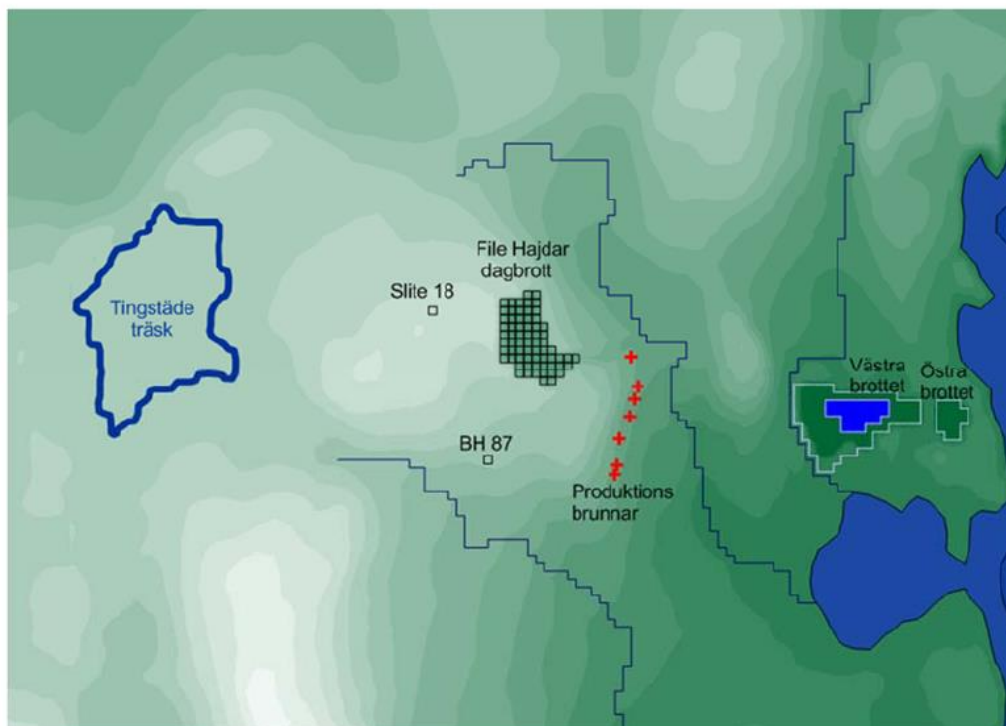 File Hajdar
dagbrott
Slite 18
Tingstäde
träsk
Västra
brottet
Östra
brottet
BH 87
Produktions
brunnar